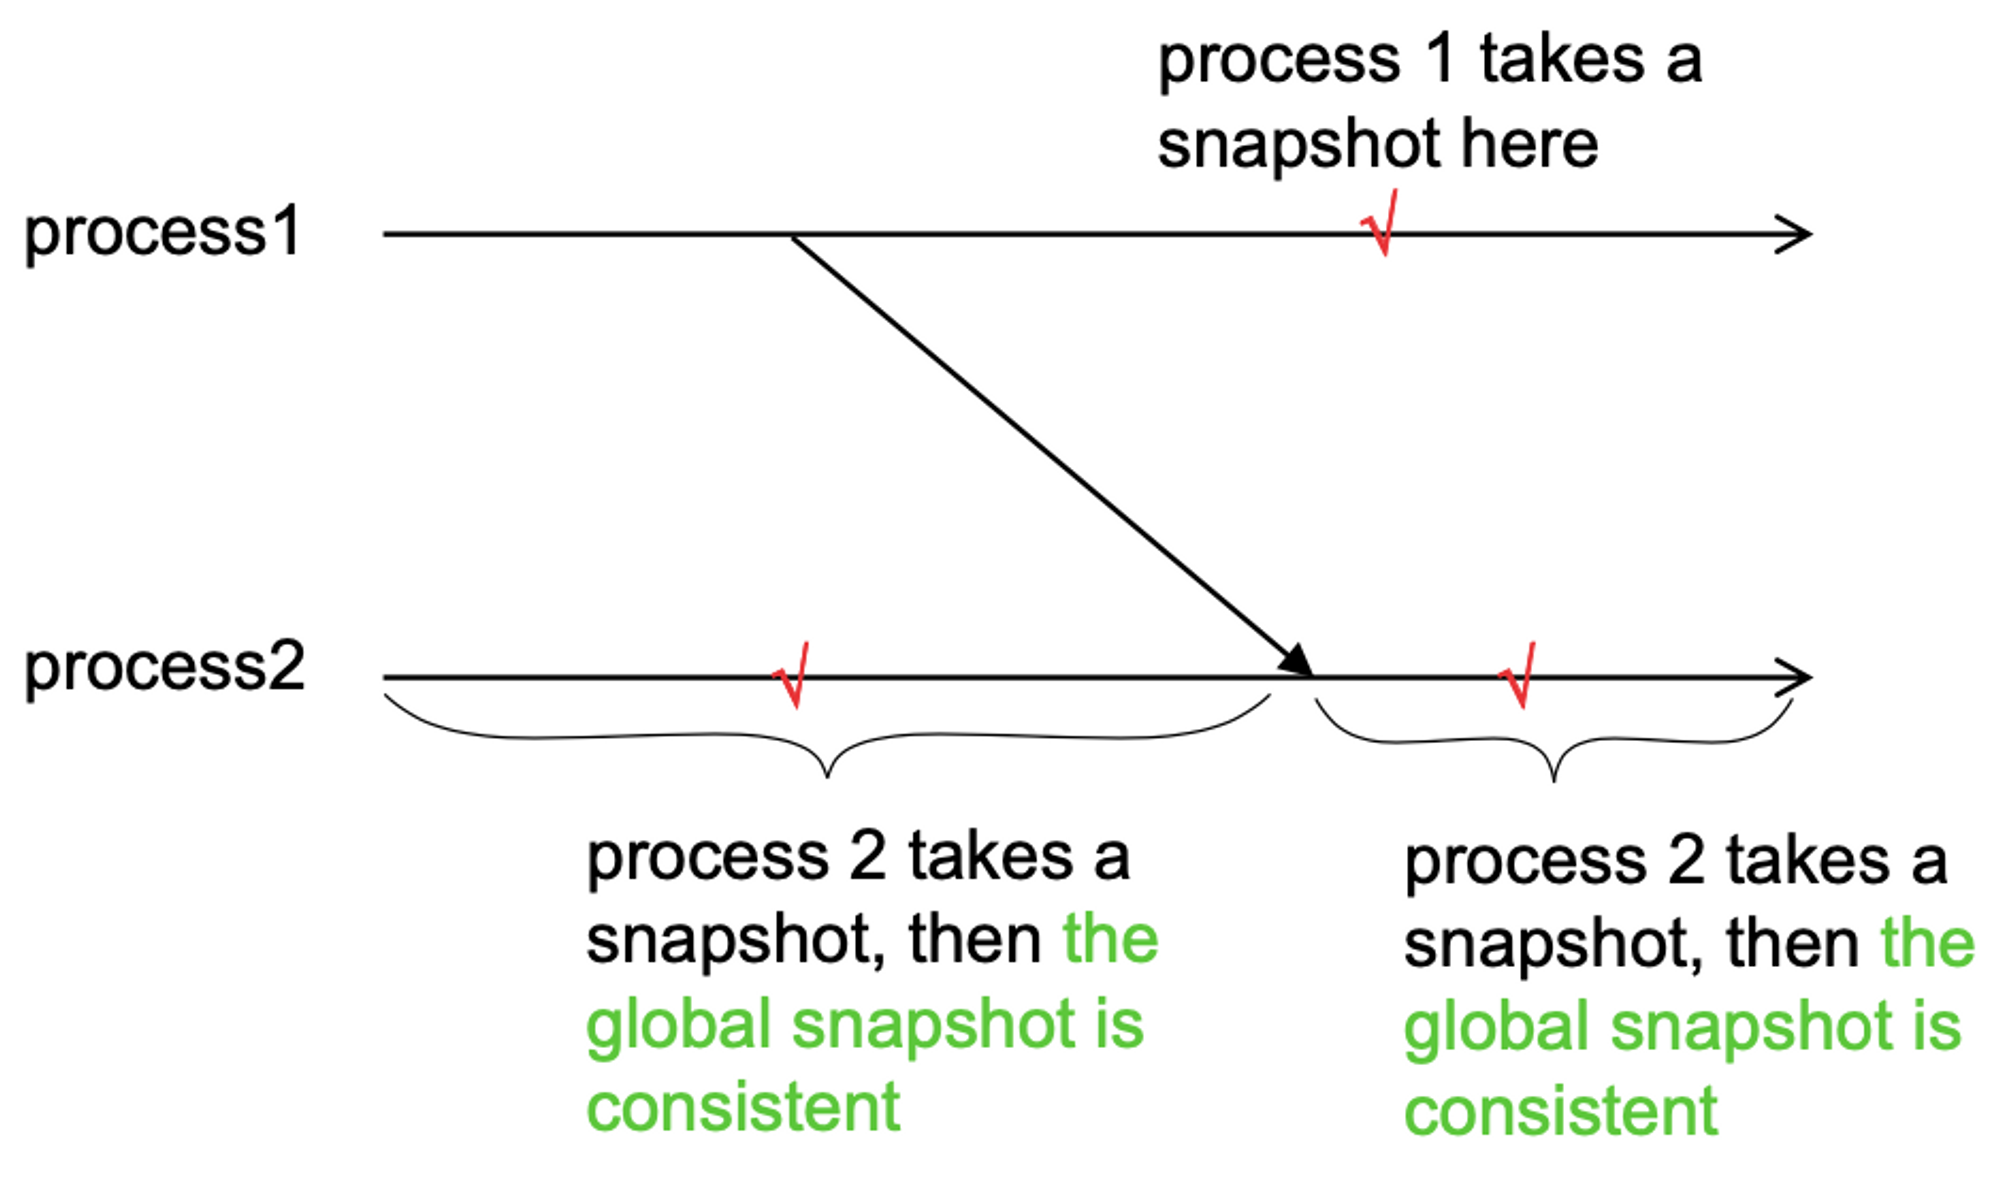 process 1 takes a
snapshot here
process1
process2
process 2 takes a
snapshot, then the
global snapshot is
consistent
process 2 takes a
snapshot, then the
global snapshot is
consistent